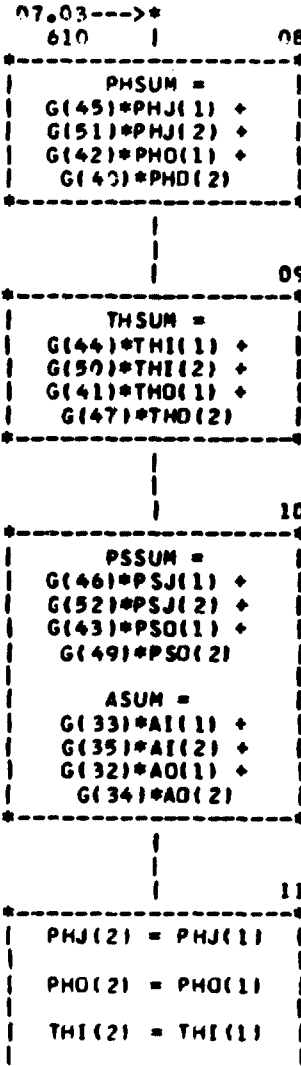 07.03--->*
610 08
PHSUM =
G(45)*PHJ(1) +
G(51)*PHJ(2) +
G(42)*PHO(1) +
G(40)*PHO(2)
09
THSUM =
G(44)*THI(1) +
G(50)*THI(2) +
G(41)*THO(1) +
G(47)*THO(2)
10
PSSUM =
G(46)*PSJ(1) +
G(52)*PSJ(2) +
G(43)*PSO(1) +
G(49)*PSO(2)
ASUM =
G(33)*AI(1) +
G(35)*AI(2) +
G(32)*AO(1) +
G(34)*AO(2)
11
PHJ(2) = PHJ(1)
PHO(2) = PHO(1)
THI(2) = THI(1)